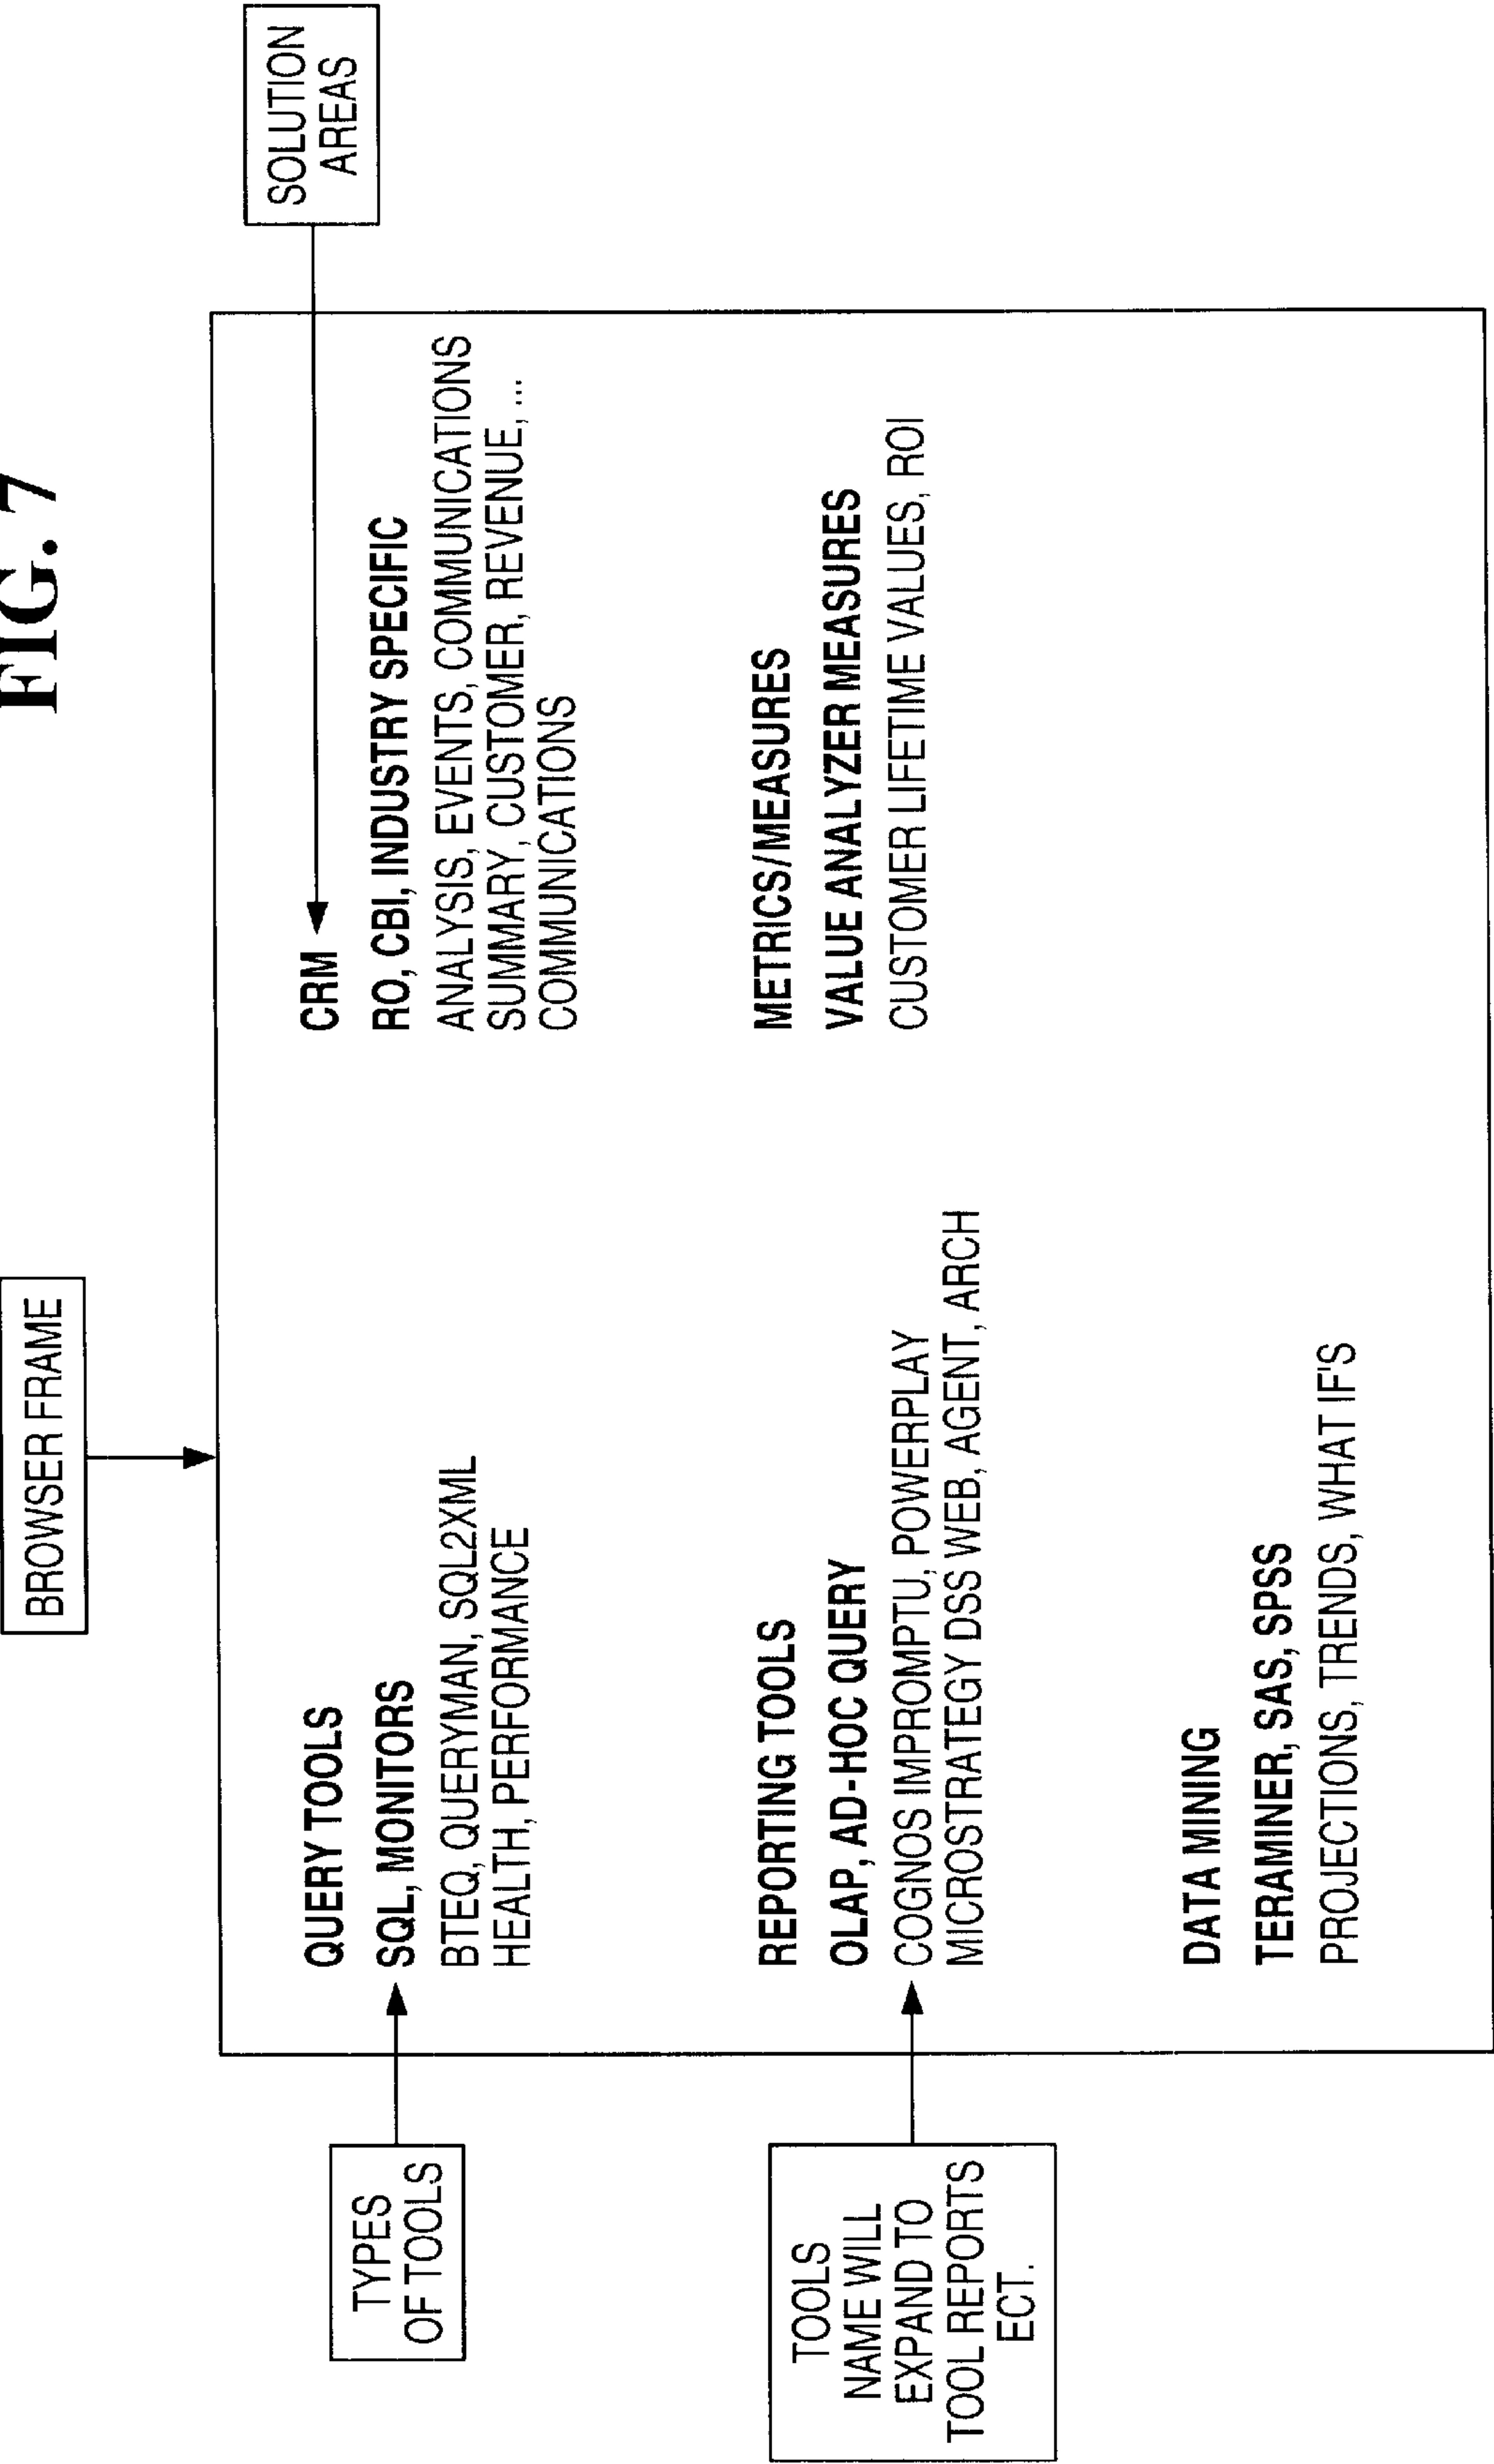 FIG. 7
BROWSER FRAME
SOLUTION
AREAS
TYPES
OF TOOLS
QUERY TOOLS
SQL, MONITORS
BTEQ, QUERYMAN, SQL2XML
HEALTH, PERFORMANCE
CRM
RO, CBI, INDUSTRY SPECIFIC
ANALYSIS, EVENTS, COMMUNICATIONS
SUMMARY, CUSTOMER, REVENUE, ...
COMMUNICATIONS
TOOLS
NAME WILL
EXPAND TO
TOOL REPORTS
ECT.
REPORTING TOOLS
OLAP, AD-HOC QUERY
COGNOS IMPROMPTU, POWERPLAY
MICROSTRATEGY DSS WEB, AGENT, ARCH
METRICS/MEASURES
VALUE ANALYZER MEASURES
CUSTOMER LIFETIME VALUES, ROI
DATA MINING
TERAMINER, SAS, SPSS
PROJECTIONS, TRENDS, WHAT IF'S